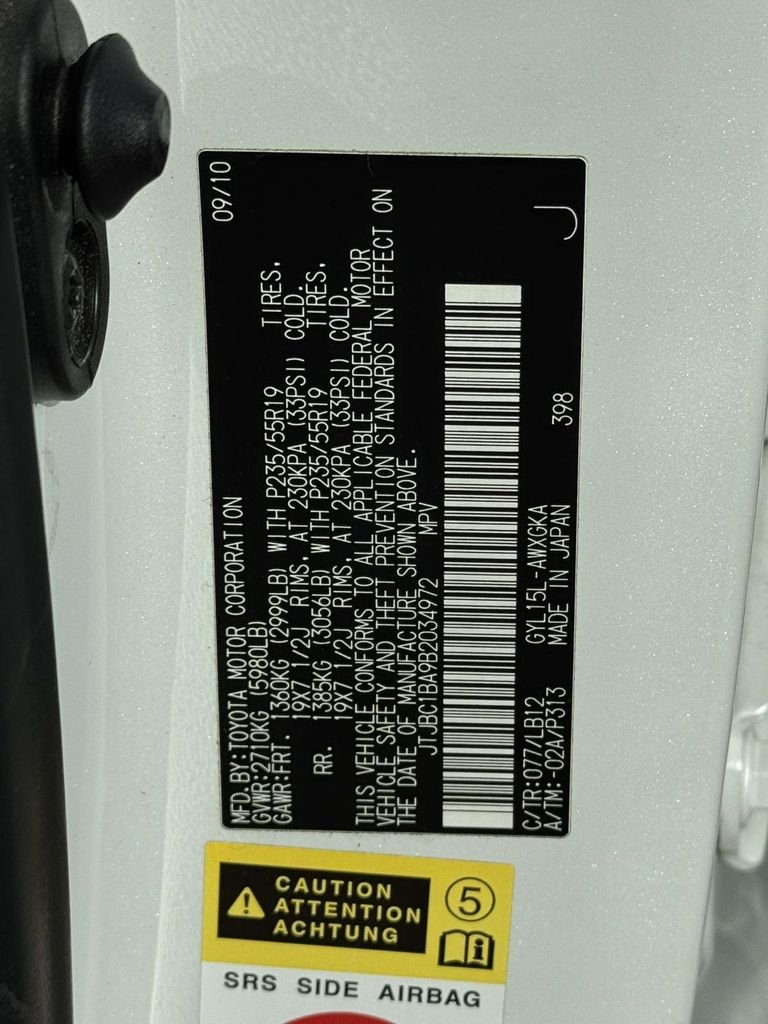 09/10
MFD. BY:TOYOTA MOTOR CORPORATION
GVWR:2710KG (5980LB)
GAWR:FRT. 1360KG (2999LB) WITH P235/55R19 TIRES,
19X7 1/2J RIMS, AT 230KPA (33PSI) COLD.
RR. 1385KG (3056LB) WITH P235/55R19 TIRES,
19X7 1/2J RIMS, AT 230KPA (33PSI) COLD.
THIS VEHICLE CONFORMS TO ALL APPLICABLE FEDERAL MOTOR
VEHICLE SAFETY AND THEFT PREVENTION STANDARDS IN EFFECT ON
THE DATE OF MANUFACTURE SHOWN ABOVE.
JTJBC1BA9B2034972 MPV
C/TR:077/LB12 GYL15L-AWXGKA
A/TM:-02A/P313 MADE IN JAPAN 398 J
CAUTION
ATTENTION
ACHTUNG
5
i
SRS SIDE AIRBAG